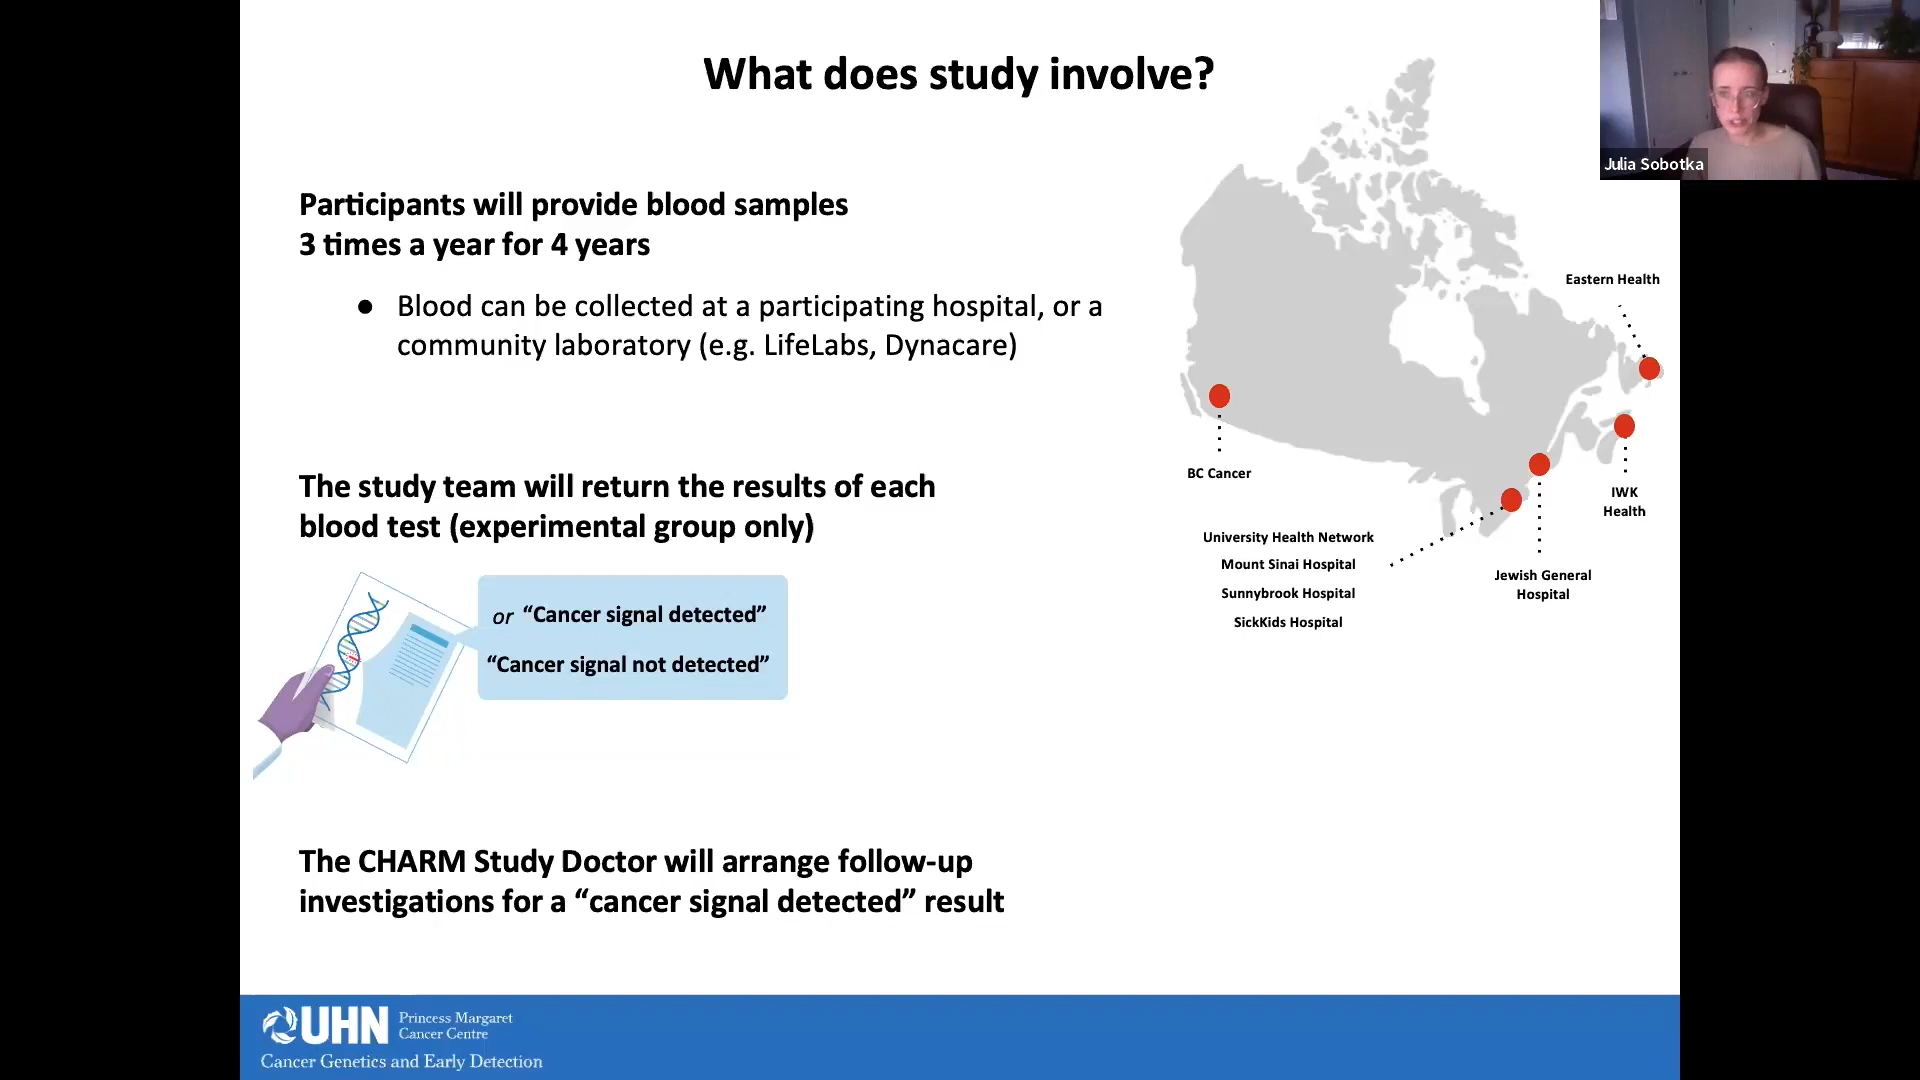 What does study involve?
Julia Sobotka
Participants will provide blood samples
3 times a year for 4 years
● Blood can be collected at a participating hospital, or a
community laboratory (e.g. LifeLabs, Dynacare)
Eastern Health
BC Cancer
IWK
Health
University Health Network
Mount Sinai Hospital
Sunnybrook Hospital
SickKids Hospital
Jewish General
Hospital
The study team will return the results of each
blood test (experimental group only)
or “Cancer signal detected”
“Cancer signal not detected”
The CHARM Study Doctor will arrange follow-up
investigations for a “cancer signal detected” result
UHN Princess Margaret
Cancer Centre
Cancer Genetics and Early Detection